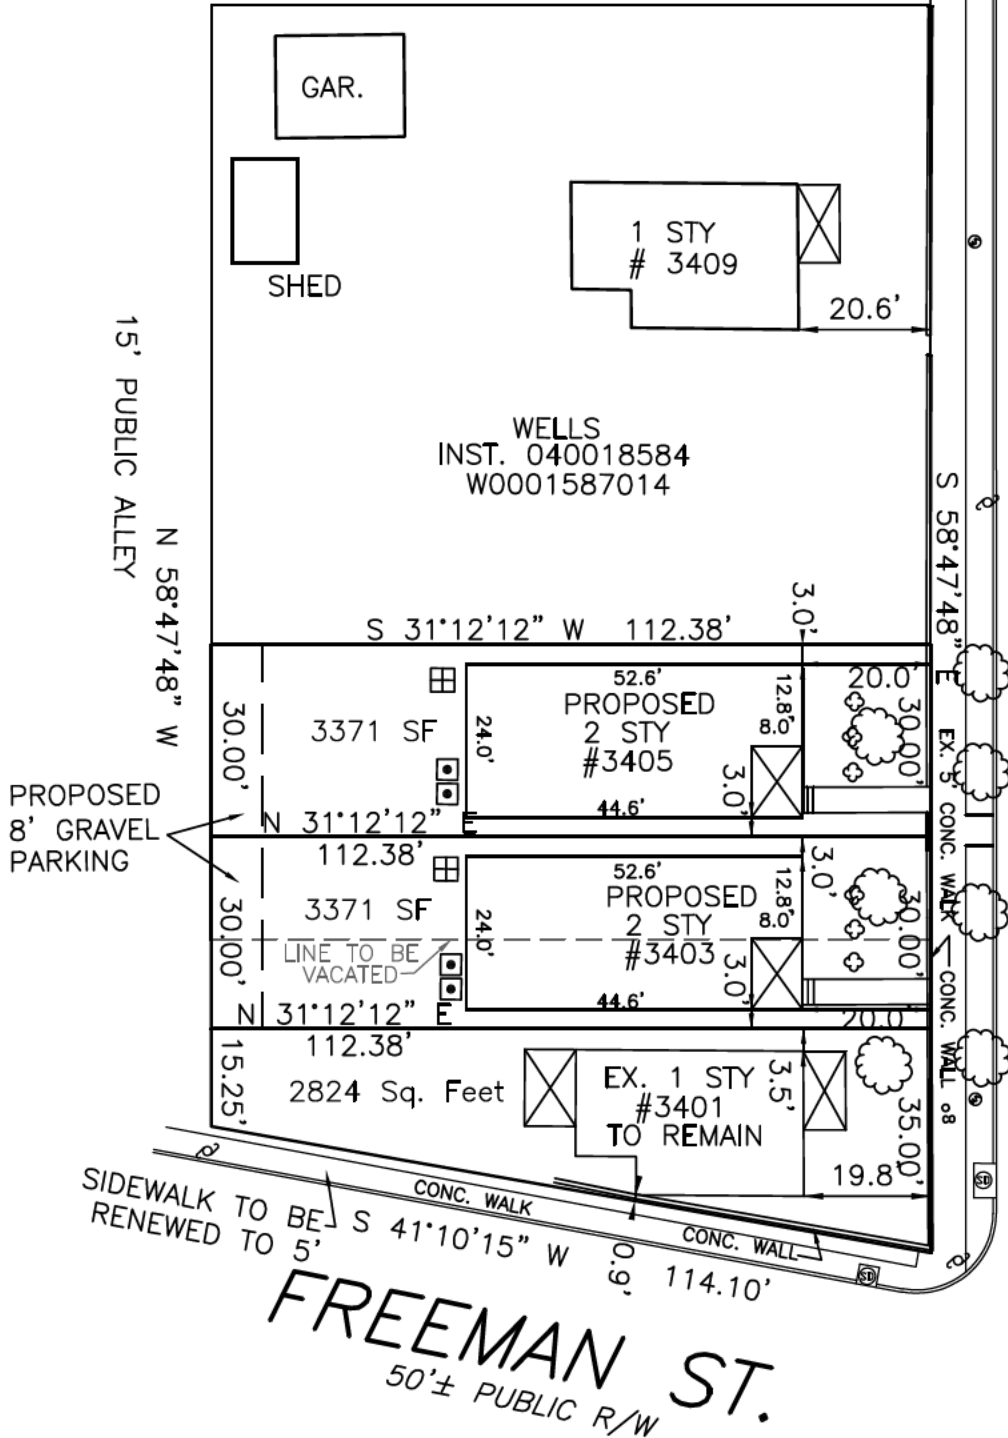 GAR.
SHED
1 STY
# 3409
20.6'
15' PUBLIC ALLEY
N 58°47'48" W
WELLS
INST. 040018584
W0001587014
S 58°47'48" E
S 31°12'12" W 112.38'
3.0'
30.00'
3371 SF
24.0'
52.6'
PROPOSED
2 STY
#3405
44.6'
12.8'
8.0'
3.0'
20.0'
30.00'
EX. 5' CONC. WALK
PROPOSED
8' GRAVEL
PARKING
N 31°12'12" E
112.38'
30.00'
3371 SF
LINE TO BE
VACATED
24.0'
52.6'
PROPOSED
2 STY
#3403
44.6'
12.8'
8.0'
3.0'
3.0'
30.00'
20.0'
CONC. WALL
N 31°12'12" E
112.38'
15.25'
2824 Sq. Feet
EX. 1 STY
#3401
TO REMAIN
3.5'
35.00'
19.8'
SD
SIDEWALK TO BE
RENEWED TO 5'
CONC. WALK
S 41°10'15" W
CONC. WALL
0.9'
114.10'
SD
FREEMAN ST.
50'± PUBLIC R/W